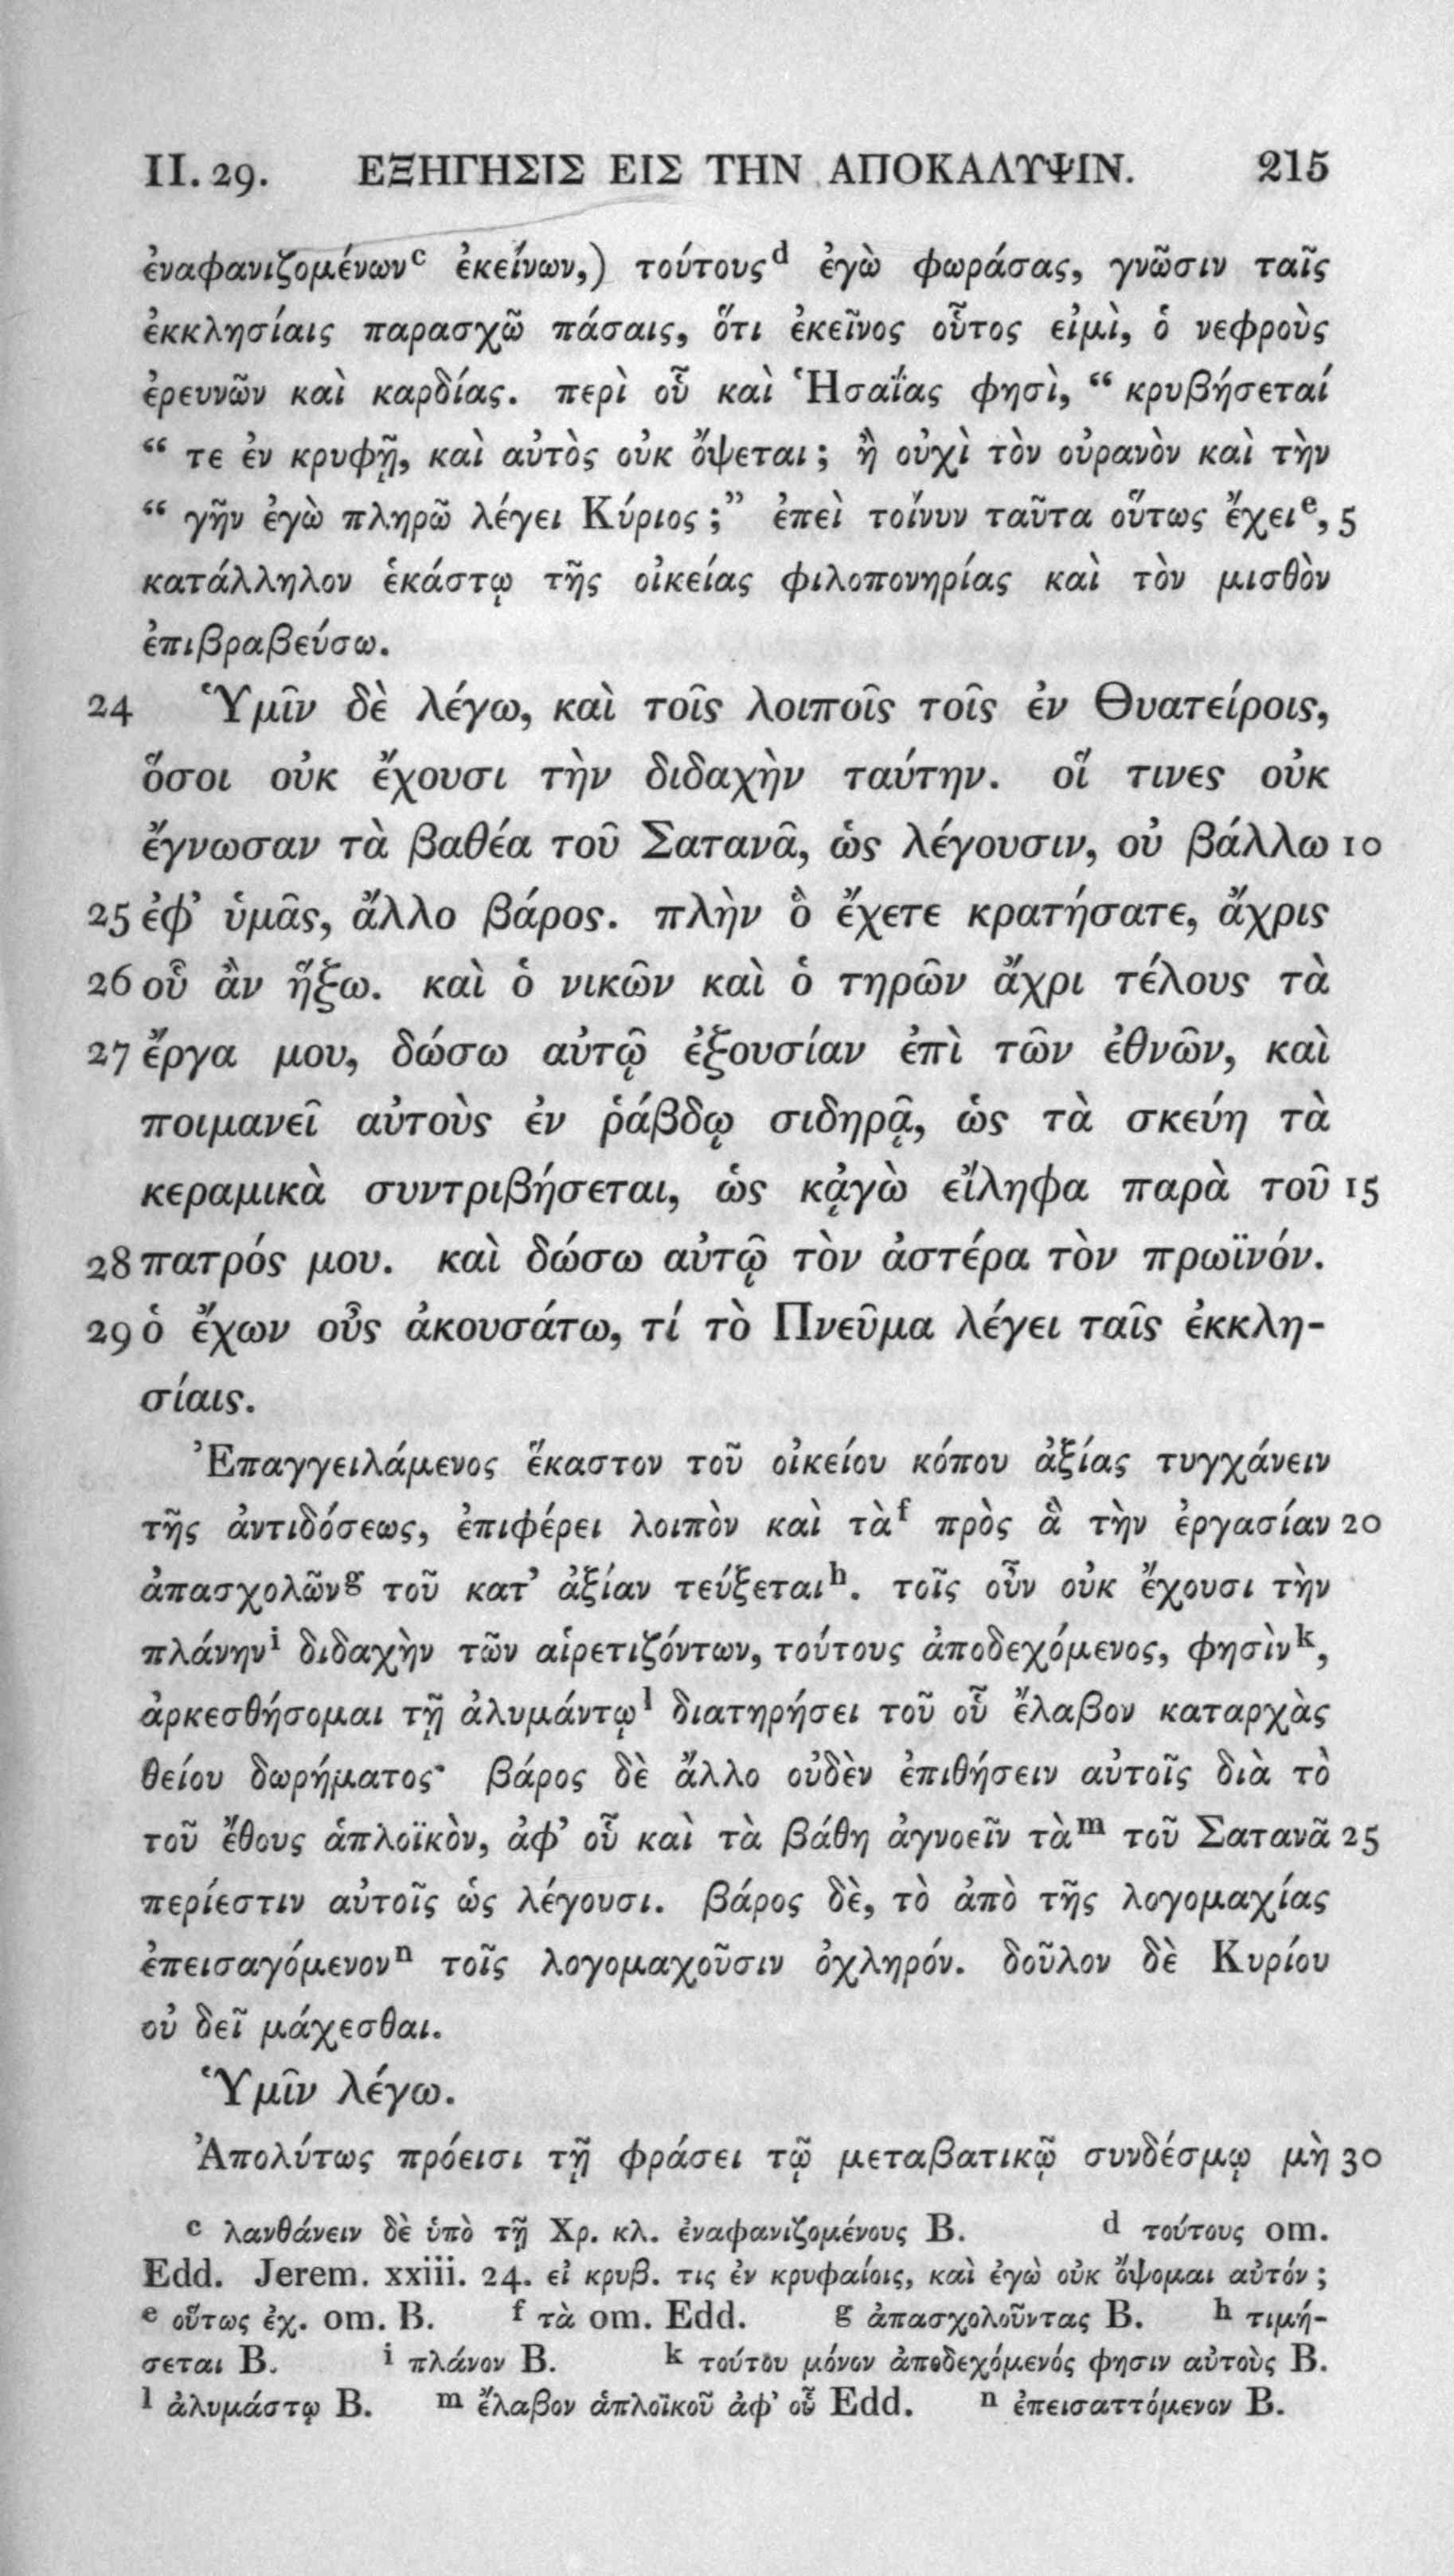 II. 29. ΕΞΗΓΗΣΙΣ ΕΙΣ ΤΗΝ ΑΠΟΚΑΛΥΨΙΝ. 215
ἐναφανιζομένων c ἐκείνων,) τούτους d ἐγὼ φωράσας, γνῶσιν ταῖς
ἐκκλησίαις παρασχῶ πάσαις, ὅτι ἐκεῖνος οὗτος εἰμὶ, ὁ νεφροὺς
ἐρευνῶν καὶ καρδίας. περὶ οὗ καὶ Ἡσαΐας φησὶ, “ κρυβήσεταί
“ τε ἐν κρυφῇ, καὶ αὐτὸς οὐκ ὄψεται ; ἢ οὐχὶ τὸν οὐρανὸν καὶ τὴν
“ γῆν ἐγὼ πληρῶ λέγει Κύριος ;” ἐπεὶ τοίνυν ταῦτα οὕτως ἔχει e, 5
κατάλληλον ἑκάστῳ τῆς οἰκείας φιλοπονηρίας καὶ τὸν μισθὸν
ἐπιβραβεύσω.
24 Ὑμῖν δὲ λέγω, καὶ τοῖς λοιποῖς τοῖς ἐν Θυατείροις,
ὅσοι οὐκ ἔχουσι τὴν διδαχὴν ταύτην. οἵ τινες οὐκ
ἔγνωσαν τὰ βαθέα τοῦ Σατανᾶ, ὡς λέγουσιν, οὐ βάλλω 10
25 ἐφ’ ὑμᾶς, ἄλλο βάρος. πλὴν ὃ ἔχετε κρατήσατε, ἄχρις
26 οὗ ἂν ἥξω. καὶ ὁ νικῶν καὶ ὁ τηρῶν ἄχρι τέλους τὰ
27 ἔργα μου, δώσω αὐτῷ ἐξουσίαν ἐπὶ τῶν ἐθνῶν, καὶ
ποιμανεῖ αὐτοὺς ἐν ῥάβδῳ σιδηρᾷ, ὡς τὰ σκεύη τὰ
κεραμικὰ συντριβήσεται, ὡς κᾀγὼ εἴληφα παρὰ τοῦ 15
28 πατρός μου. καὶ δώσω αὐτῷ τὸν ἀστέρα τὸν πρωϊνόν.
29 ὁ ἔχων οὖς ἀκουσάτω, τί τὸ Πνεῦμα λέγει ταῖς ἐκκλη-
σίαις.
Ἐπαγγειλάμενος ἕκαστον τοῦ οἰκείου κόπου ἀξίας τυγχάνειν
τῆς ἀντιδόσεως, ἐπιφέρει λοιπὸν καὶ τὰ f πρὸς ἃ τὴν ἐργασίαν 20
ἀπασχολῶν g τοῦ κατ’ ἀξίαν τεύξεται h. τοῖς οὖν οὐκ ἔχουσι τὴν
πλάνην i διδαχὴν τῶν αἱρετιζόντων, τούτους ἀποδεχόμενος, φησὶν k,
ἀρκεσθήσομαι τῇ ἀλυμάντῳ l διατηρήσει τοῦ οὗ ἔλαβον καταρχὰς
θείου δωρήματος· βάρος δὲ ἄλλο οὐδὲν ἐπιθήσειν αὐτοῖς διὰ τὸ
τοῦ ἔθους ἁπλοϊκὸν, ἀφ’ οὗ καὶ τὰ βάθη ἀγνοεῖν τὰ m τοῦ Σατανᾶ 25
περίεστιν αὐτοῖς ὡς λέγουσι. βάρος δὲ, τὸ ἀπὸ τῆς λογομαχίας
ἐπεισαγόμενον n τοῖς λογομαχοῦσιν ὀχληρόν. δοῦλον δὲ Κυρίου
οὐ δεῖ μάχεσθαι.
Ὑμῖν λέγω.
Ἀπολύτως πρόεισι τῇ φράσει τῷ μεταβατικῷ συνδέσμῳ μὴ 30
c λανθάνειν δὲ ὑπὸ τῇ Χρ. κλ. ἐναφανιζομένους B. d τούτους om.
Edd. Jerem. xxiii. 24. εἰ κρυβ. τις ἐν κρυφαίοις, καὶ ἐγὼ οὐκ ὄψομαι αὐτόν ;
e οὕτως ἐχ. om. B. f τὰ om. Edd. g ἀπασχολοῦντας B. h τιμή-
σεται B. i πλάνον B. k τούτου μόνον ἀποδεχόμενός φησιν αὐτοὺς B.
l ἀλυμάστῳ B. m ἔλαβον ἁπλοϊκοῦ ἀφ’ οὗ Edd. n ἐπεισαττόμενον B.